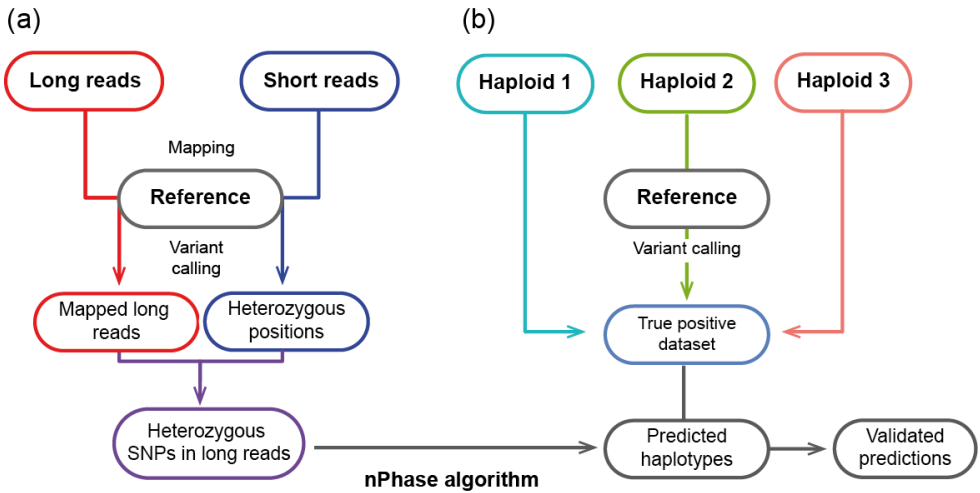 (a)
Long reads
Short reads
Mapping
Reference
Variant
calling
Mapped long
reads
Heterozygous
positions
Heterozygous
SNPs in long reads
nPhase algorithm
(b)
Haploid 1
Haploid 2
Haploid 3
Reference
Variant calling
True positive
dataset
Predicted
haplotypes
Validated
predictions